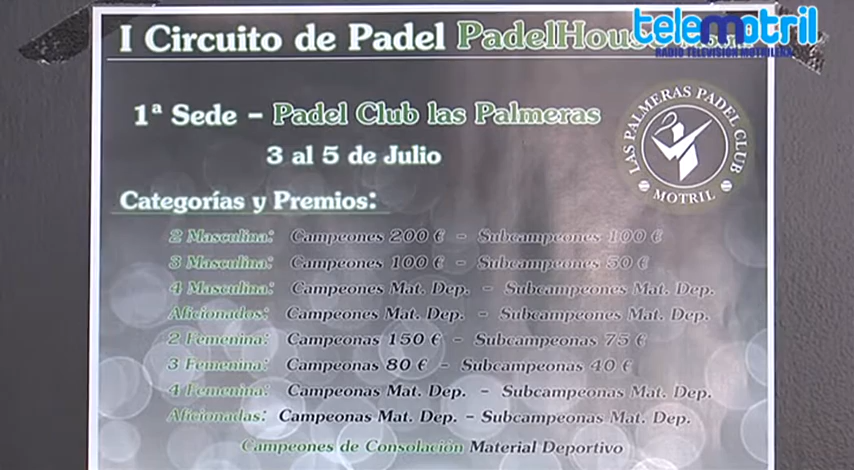 telemotril
RADIO TELEVISIÓN MOTRILEÑA
I Circuito de Padel
1ª Sede - Padel Club las Palmeras
3 al 5 de Julio
LAS PALMERAS PADEL CLUB
MOTRIL
Categorías y Premios:
2 Masculina: Campeones 200 € - Subcampeones 100 €
3 Masculina: Campeones 100 € - Subcampeones 50 €
4 Masculina: Campeones Mat. Dep. - Subcampeones Mat. Dep.
Aficionados: Campeones Mat. Dep. - Subcampeones Mat. Dep.
2 Femenina: Campeonas 150 € - Subcampeonas 75 €
3 Femenina: Campeonas 80 € - Subcampeonas 40 €
4 Femenina: Campeonas Mat. Dep. - Subcampeonas Mat. Dep.
Aficionadas: Campeonas Mat. Dep. - Subcampeonas Mat. Dep.
Campeones de Consolación Material Deportivo